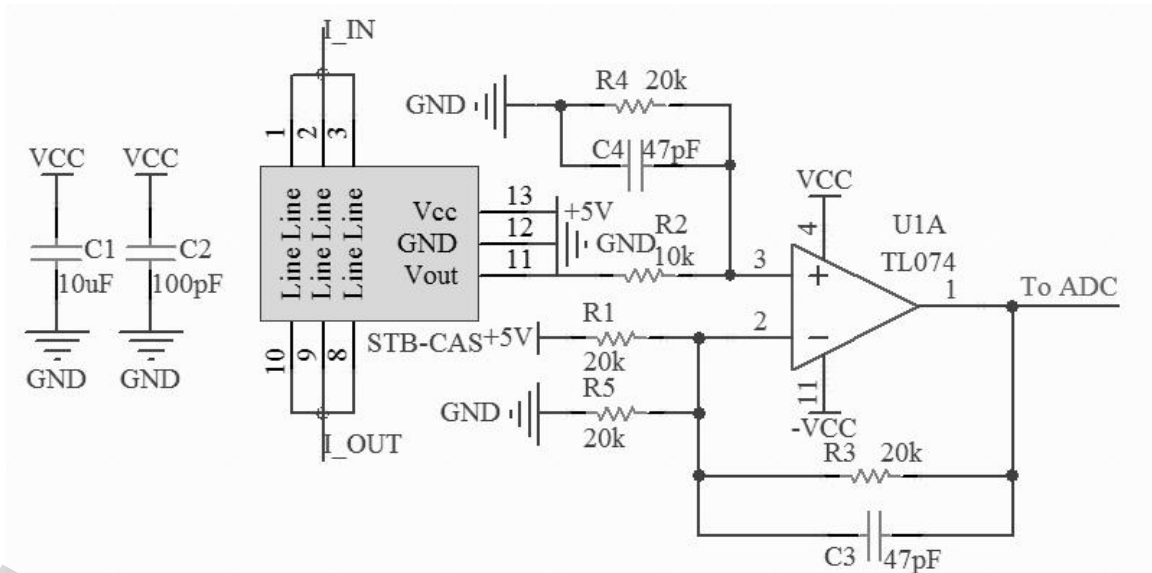 I_IN
1
2
3
VCC
C1
10uF
GND
VCC
C2
100pF
GND
Line Line
Line Line
Line Line
Vcc
GND
Vout
13
12
11
+5V
GND
10
9
8
STB-CAS
I_OUT
GND
R4 20k
C4 47pF
R2
10k
+5V
R1
20k
GND
R5
20k
3
2
+
−
VCC
4
U1A
TL074
1
To ADC
11
-VCC
R3 20k
C3 47pF